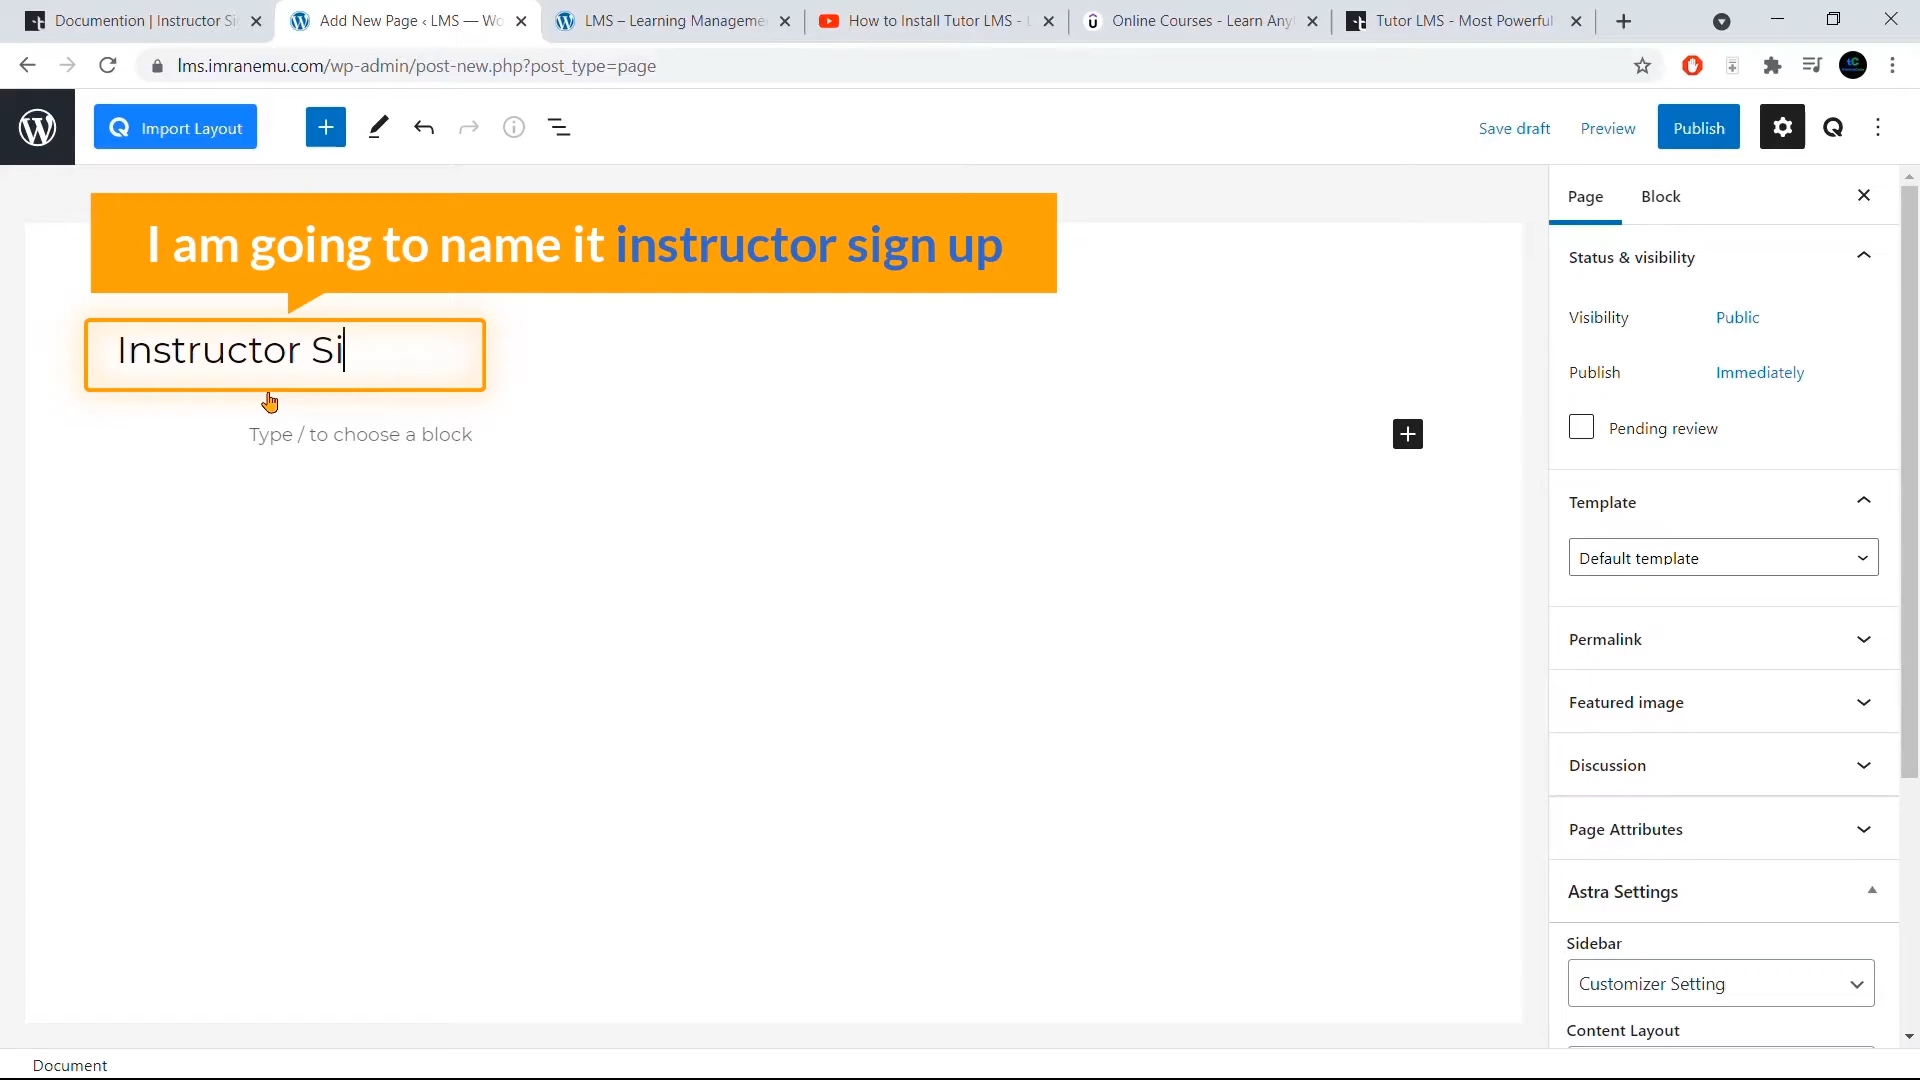 Documention | Instructor Si
Add New Page ‹ LMS — Wo
LMS – Learning Manageme
How to Install Tutor LMS - L
Online Courses - Learn Any
Tutor LMS - Most Powerful
lms.imranemu.com/wp-admin/post-new.php?post_type=page
Import Layout
Save draft
Preview
Publish
I am going to name it instructor sign up
Instructor Si
Type / to choose a block
Page
Block
Status & visibility
Visibility
Public
Publish
Immediately
Pending review
Template
Default template
Permalink
Featured image
Discussion
Page Attributes
Astra Settings
Sidebar
Customizer Setting
Content Layout
Document